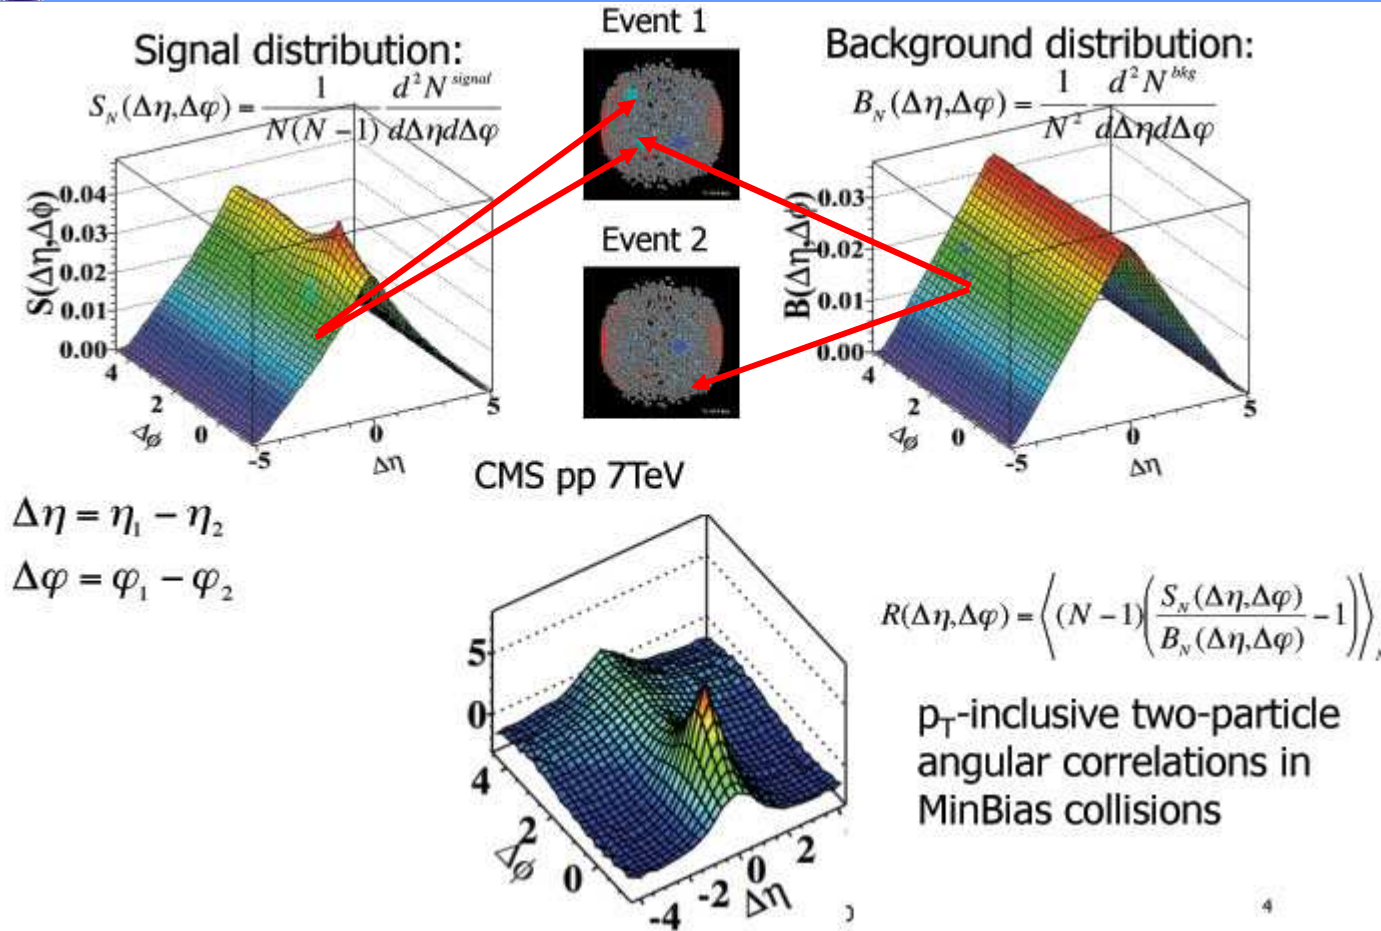 Signal distribution:
S_N(Δη,Δφ) = 1/N(N−1) d²N^signal/dΔηdΔφ
Event 1
Background distribution:
B_N(Δη,Δφ) = 1/N² d²N^bkg/dΔηdΔφ
S(Δη,Δϕ)
0.04
0.03
0.02
0.01
0.00
4
2
0
Δφ
-5
0
5
Δη
Event 2
B(Δη,Δϕ)
0.03
0.02
0.01
0.00
4
2
0
Δφ
-5
0
5
Δη
CMS pp 7TeV
Δη = η₁ − η₂
Δφ = φ₁ − φ₂
5
0
4
2
0
Δφ
-4
-2
0
2
Δη
R(Δη,Δφ) = ⟨(N−1)(S_N(Δη,Δφ)/B_N(Δη,Δφ) −1)⟩_N
p_T-inclusive two-particle
angular correlations in
MinBias collisions
4